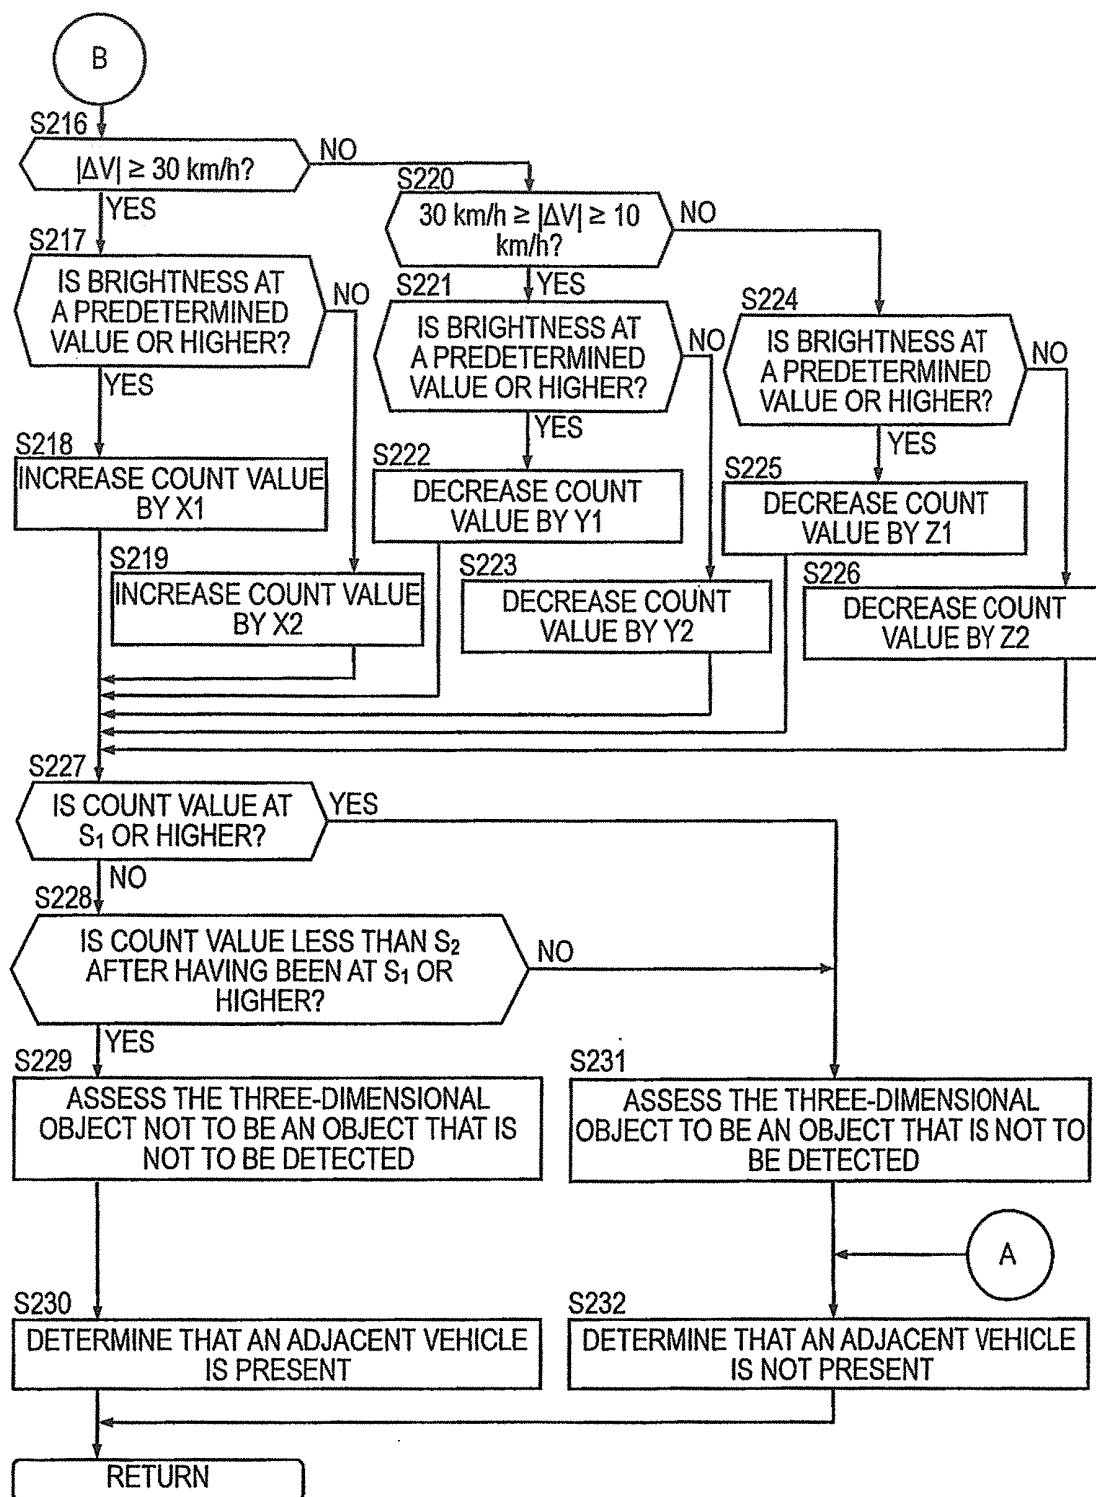 B
S216
|ΔV| ≥ 30 km/h?
NO
YES
S220
30 km/h ≥ |ΔV| ≥ 10
km/h?
NO
YES
S217
IS BRIGHTNESS AT
A PREDETERMINED
VALUE OR HIGHER?
NO
YES
S221
IS BRIGHTNESS AT
A PREDETERMINED
VALUE OR HIGHER?
NO
YES
S224
IS BRIGHTNESS AT
A PREDETERMINED
VALUE OR HIGHER?
NO
YES
S218
INCREASE COUNT VALUE
BY X1
S222
DECREASE COUNT
VALUE BY Y1
S225
DECREASE COUNT
VALUE BY Z1
S219
INCREASE COUNT VALUE
BY X2
S223
DECREASE COUNT
VALUE BY Y2
S226
DECREASE COUNT
VALUE BY Z2
S227
IS COUNT VALUE AT
S₁ OR HIGHER?
YES
NO
S228
IS COUNT VALUE LESS THAN S₂
AFTER HAVING BEEN AT S₁ OR
HIGHER?
NO
YES
S229
ASSESS THE THREE-DIMENSIONAL
OBJECT NOT TO BE AN OBJECT THAT IS
NOT TO BE DETECTED
S231
ASSESS THE THREE-DIMENSIONAL
OBJECT TO BE AN OBJECT THAT IS NOT TO
BE DETECTED
A
S230
DETERMINE THAT AN ADJACENT VEHICLE
IS PRESENT
S232
DETERMINE THAT AN ADJACENT VEHICLE
IS NOT PRESENT
RETURN